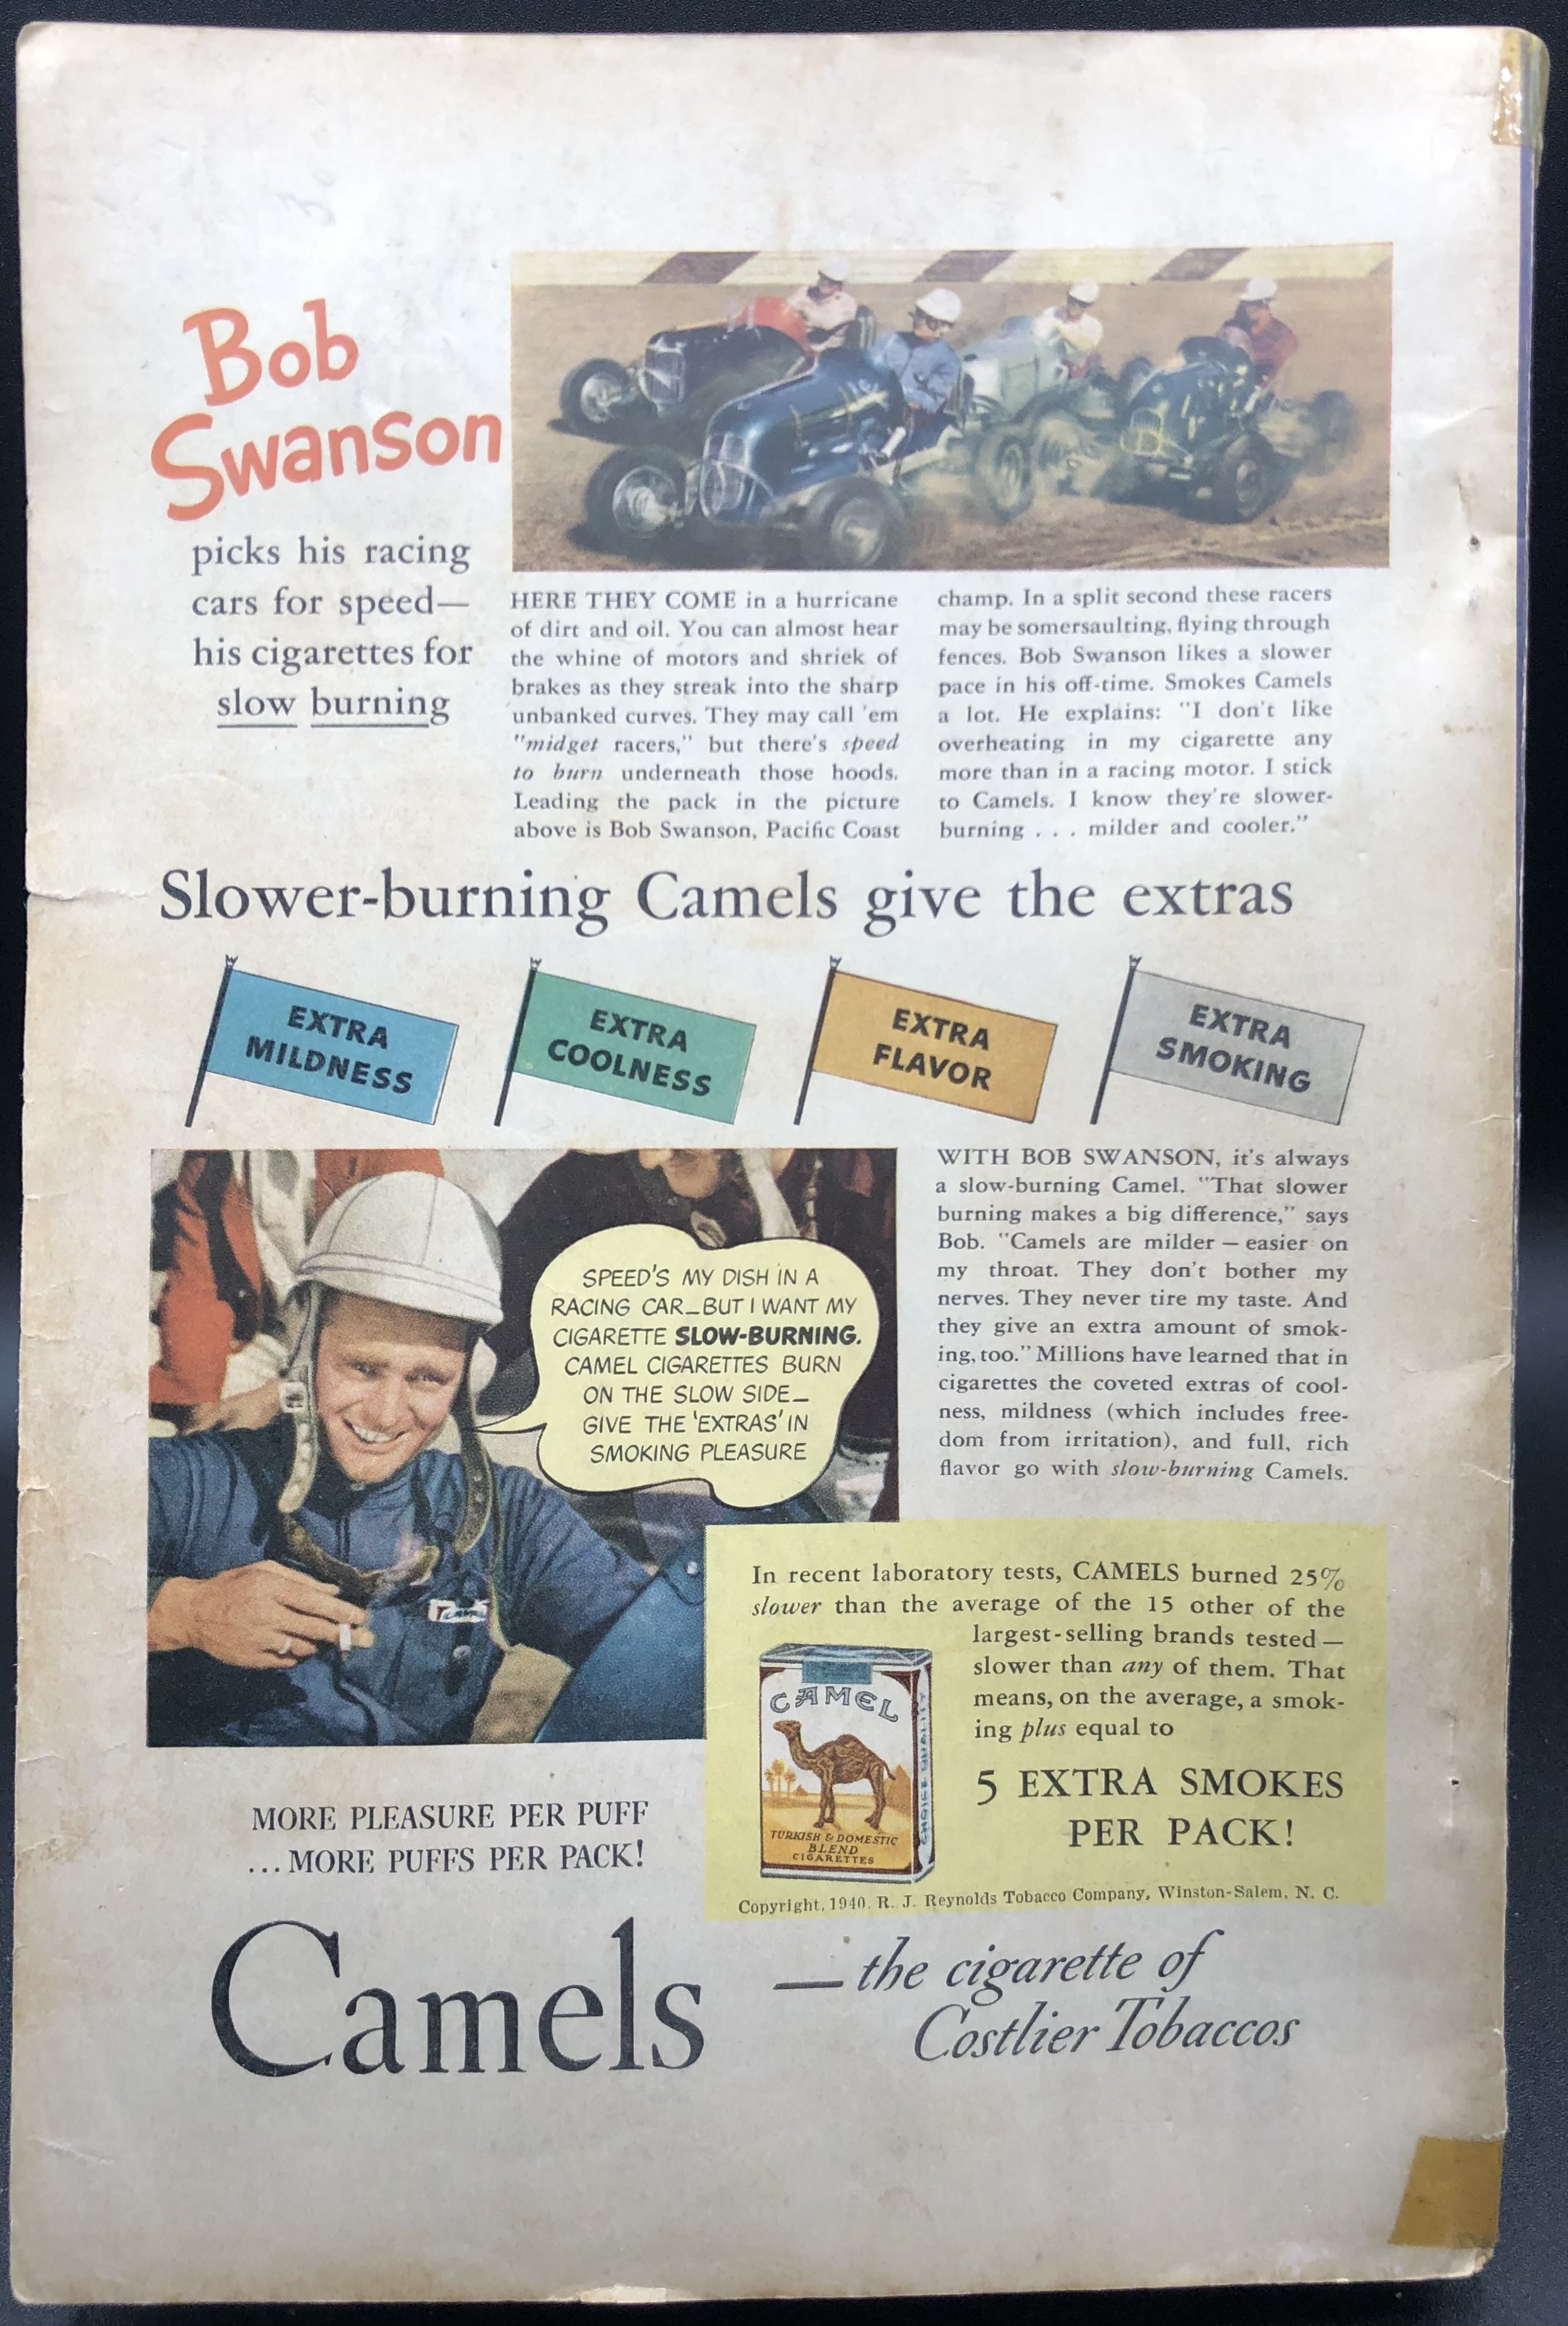 Bob
Swanson
picks his racing
cars for speed—
his cigarettes for
slow burning
HERE THEY COME in a hurricane
of dirt and oil. You can almost hear
the whine of motors and shriek of
brakes as they streak into the sharp
unbanked curves. They may call 'em
"midget racers," but there's speed
to burn underneath those hoods.
Leading the pack in the picture
above is Bob Swanson, Pacific Coast
champ. In a split second these racers
may be somersaulting, flying through
fences. Bob Swanson likes a slower
pace in his off-time. Smokes Camels
a lot. He explains: "I don't like
overheating in my cigarette any
more than in a racing motor. I stick
to Camels. I know they're slower-
burning . . . milder and cooler."
Slower-burning Camels give the extras
EXTRA
MILDNESS
EXTRA
COOLNESS
EXTRA
FLAVOR
EXTRA
SMOKING
SPEED'S MY DISH IN A
RACING CAR—BUT I WANT MY
CIGARETTE SLOW-BURNING.
CAMEL CIGARETTES BURN
ON THE SLOW SIDE—
GIVE THE 'EXTRAS' IN
SMOKING PLEASURE
CAMEL
WITH BOB SWANSON, it's always
a slow-burning Camel. "That slower
burning makes a big difference," says
Bob. "Camels are milder — easier on
my throat. They don't bother my
nerves. They never tire my taste. And
they give an extra amount of smok-
ing, too." Millions have learned that in
cigarettes the coveted extras of cool-
ness, mildness (which includes free-
dom from irritation), and full, rich
flavor go with slow-burning Camels.
In recent laboratory tests, CAMELS burned 25%
slower than the average of the 15 other of the
largest-selling brands tested —
slower than any of them. That
means, on the average, a smok-
ing plus equal to
5 EXTRA SMOKES
PER PACK!
CAMEL
TURKISH & DOMESTIC
BLEND
CIGARETTES
CHOICE QUALITY
Copyright, 1940, R. J. Reynolds Tobacco Company, Winston-Salem, N. C.
MORE PLEASURE PER PUFF
...MORE PUFFS PER PACK!
Camels
—the cigarette of
Costlier Tobaccos